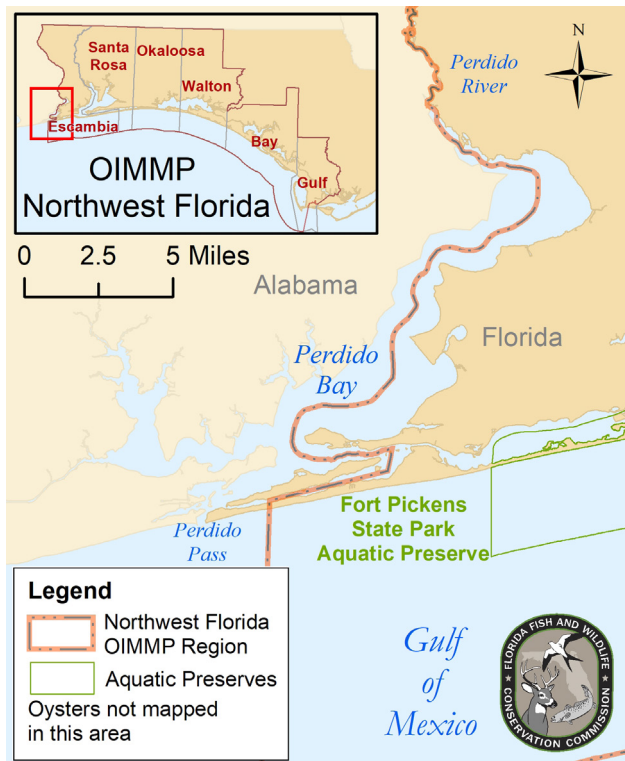 Santa
Rosa
Okaloosa
Walton
Escambia
Bay
Gulf
OIMMP
Northwest Florida
0 2.5 5 Miles
N
Perdido
River
Alabama
Florida
Perdido
Bay
Fort Pickens
State Park
Aquatic Preserve
Perdido
Pass
Legend
Northwest Florida
OIMMP Region
Aquatic Preserves
Oysters not mapped
in this area
Gulf
of
Mexico
FLORIDA FISH AND WILDLIFE
CONSERVATION COMMISSION